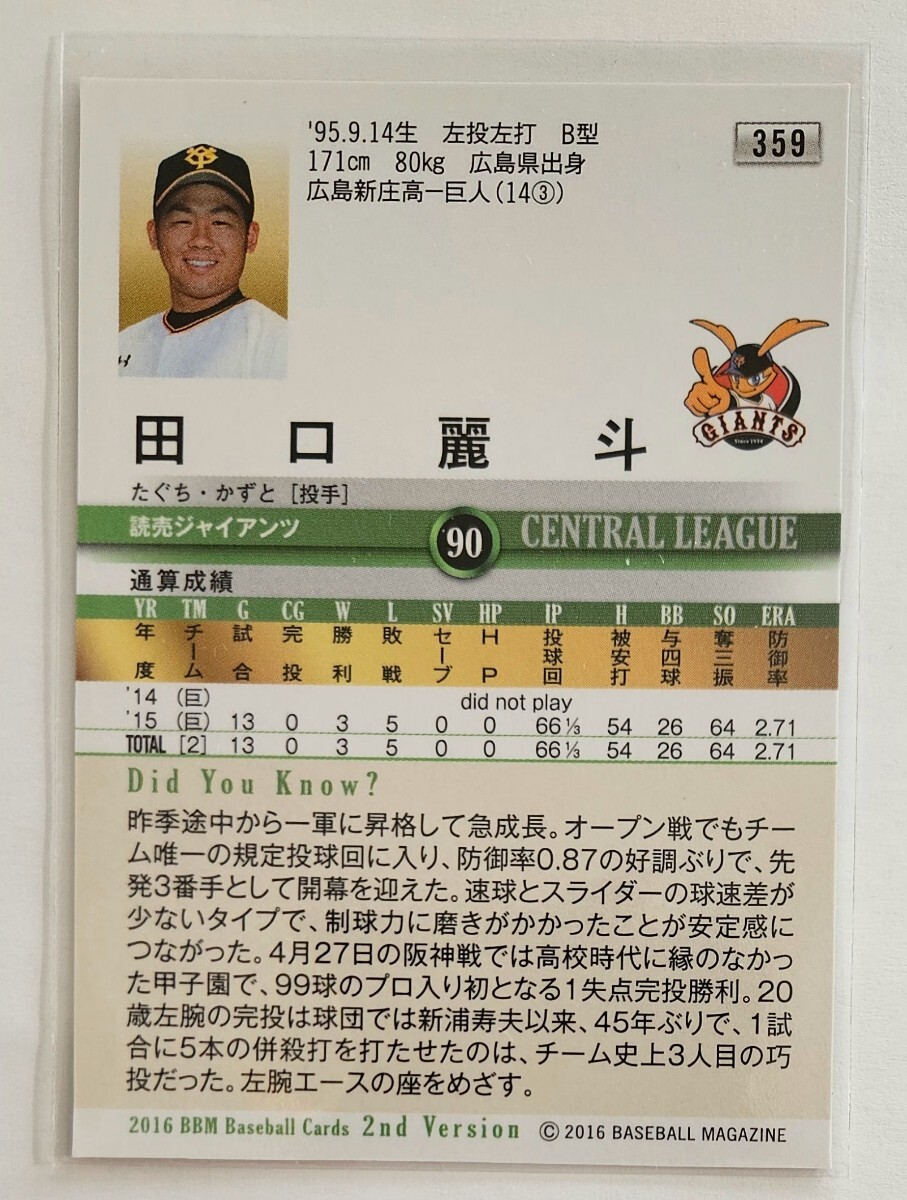 '95.9.14生 左投左打 B型
359
171cm 80kg 広島県出身
広島新庄高ー巨人(14③)
GIANTS
Since 1934
田口麗斗
たぐち・かずと [投手]
読売ジャイアンツ 90 CENTRAL LEAGUE
通算成績
YR TM G CG W L SV HP IP H BB SO ERA
年度 チーム 試合 完投 勝利 敗戦 セーブ HP 投球回 被安打 与四球 奪三振 防御率
'14 (巨) did not play
'15 (巨) 13 0 3 5 0 0 66⅓ 54 26 64 2.71
TOTAL [2] 13 0 3 5 0 0 66⅓ 54 26 64 2.71
Did You Know?
昨季途中から一軍に昇格して急成長。オープン戦でもチー
ム唯一の規定投球回に入り、防御率0.87の好調ぶりで、先
発3番手として開幕を迎えた。速球とスライダーの球速差が
少ないタイプで、制球力に磨きがかかったことが安定感に
つながった。4月27日の阪神戦では高校時代に縁のなかっ
た甲子園で、99球のプロ入り初となる1失点完投勝利。20
歳左腕の完投は球団では新浦寿夫以来、45年ぶりで、1試
合に5本の併殺打を打たせたのは、チーム史上3人目の巧
投だった。左腕エースの座をめざす。
2016 BBM Baseball Cards 2nd Version © 2016 BASEBALL MAGAZINE